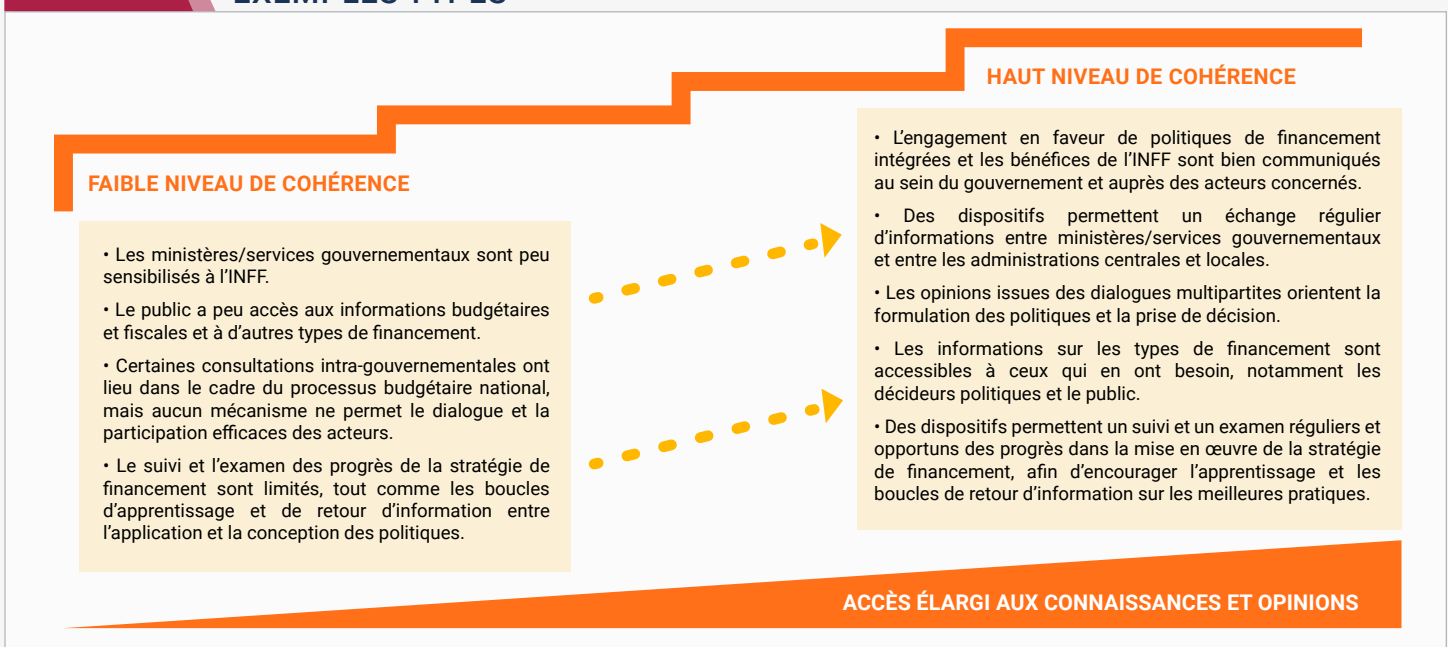 EXEMPLES TYPES
HAUT NIVEAU DE COHÉRENCE
• L'engagement en faveur de politiques de financement
intégrées et les bénéfices de l'INFF sont bien communiqués
au sein du gouvernement et auprès des acteurs concernés.
• Des dispositifs permettent un échange régulier
d'informations entre ministères/services gouvernementaux
et entre les administrations centrales et locales.
• Les opinions issues des dialogues multipartites orientent la
formulation des politiques et la prise de décision.
• Les informations sur les types de financement sont
accessibles à ceux qui en ont besoin, notamment les
décideurs politiques et le public.
• Des dispositifs permettent un suivi et un examen réguliers et
opportuns des progrès dans la mise en œuvre de la stratégie
de financement, afin d'encourager l'apprentissage et les
boucles de retour d'information sur les meilleures pratiques.
FAIBLE NIVEAU DE COHÉRENCE
• Les ministères/services gouvernementaux sont peu
sensibilisés à l'INFF.
• Le public a peu accès aux informations budgétaires
et fiscales et à d'autres types de financement.
• Certaines consultations intra-gouvernementales ont
lieu dans le cadre du processus budgétaire national,
mais aucun mécanisme ne permet le dialogue et la
participation efficaces des acteurs.
• Le suivi et l'examen des progrès de la stratégie de
financement sont limités, tout comme les boucles
d'apprentissage et de retour d'information entre
l'application et la conception des politiques.
ACCÈS ÉLARGI AUX CONNAISSANCES ET OPINIONS